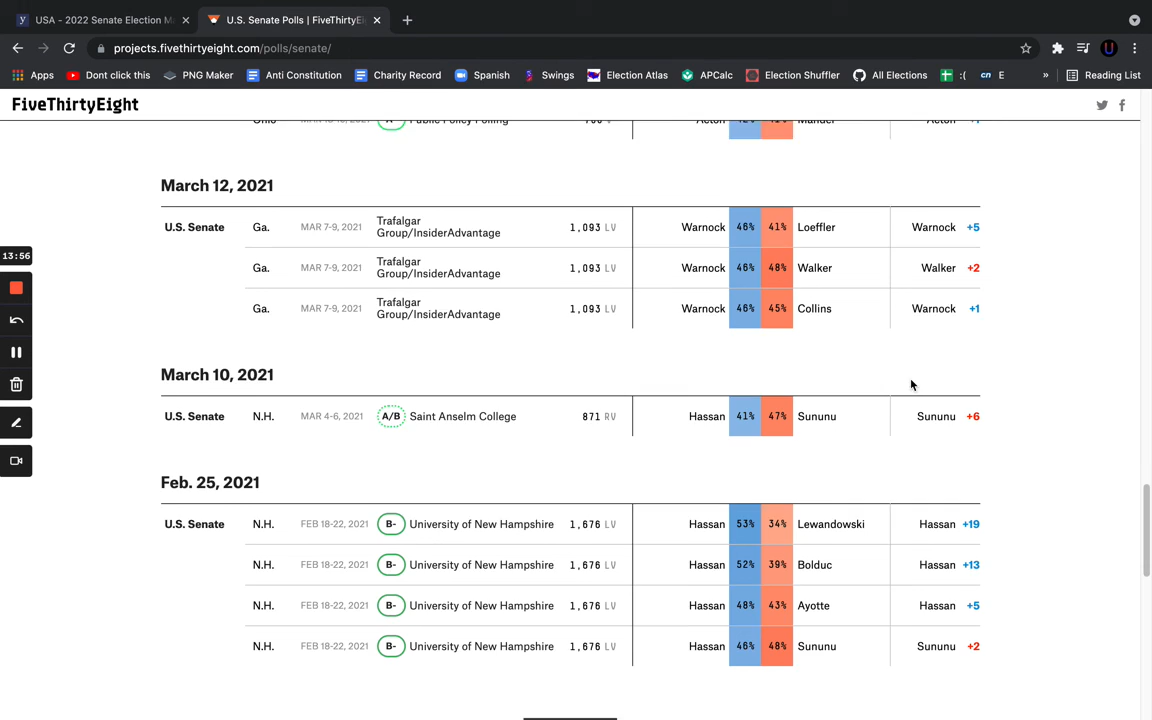 USA - 2022 Senate Election M
U.S. Senate Polls | FiveThirtyEi
projects.fivethirtyeight.com/polls/senate/
Apps Dont click this PNG Maker Anti Constitution Charity Record Spanish Swings Election Atlas APCalc Election Shuffler All Elections :( E » Reading List
FiveThirtyEight
Ohio Public Policy Polling Acton Mandel Acton
March 12, 2021
U.S. Senate Ga. MAR 7-9, 2021 Trafalgar Group/InsiderAdvantage 1,093 LV Warnock 46% 41% Loeffler Warnock +5
Ga. MAR 7-9, 2021 Trafalgar Group/InsiderAdvantage 1,093 LV Warnock 46% 48% Walker Walker +2
Ga. MAR 7-9, 2021 Trafalgar Group/InsiderAdvantage 1,093 LV Warnock 46% 45% Collins Warnock +1
13:56
March 10, 2021
U.S. Senate N.H. MAR 4-6, 2021 A/B Saint Anselm College 871 RV Hassan 41% 47% Sununu Sununu +6
Feb. 25, 2021
U.S. Senate N.H. FEB 18-22, 2021 B- University of New Hampshire 1,676 LV Hassan 53% 34% Lewandowski Hassan +19
N.H. FEB 18-22, 2021 B- University of New Hampshire 1,676 LV Hassan 52% 39% Bolduc Hassan +13
N.H. FEB 18-22, 2021 B- University of New Hampshire 1,676 LV Hassan 48% 43% Ayotte Hassan +5
N.H. FEB 18-22, 2021 B- University of New Hampshire 1,676 LV Hassan 46% 48% Sununu Sununu +2